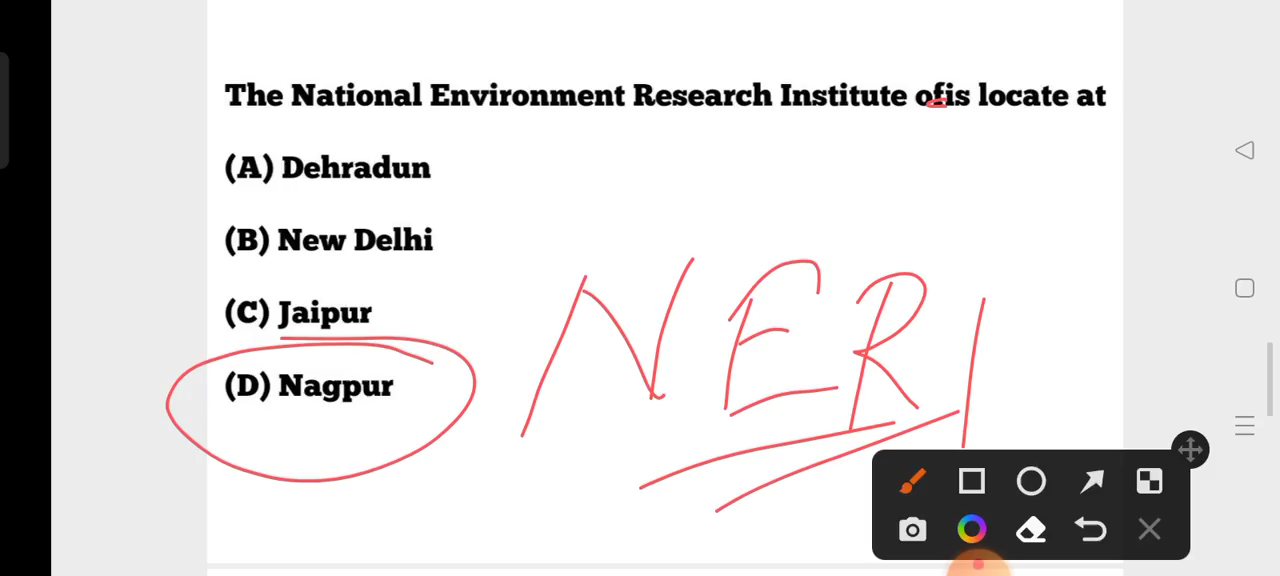 The National Environment Research Institute ofis locate at
(A) Dehradun
(B) New Delhi
(C) Jaipur
(D) Nagpur
NERI